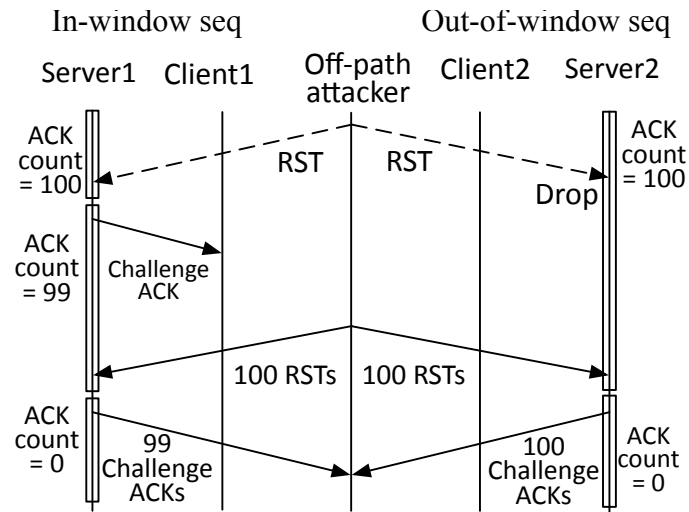 In-window seq
Out-of-window seq
Server1
Client1
Off-path
attacker
Client2
Server2
ACK
count
= 100
RST
RST
ACK
count
= 100
Drop
ACK
count
= 99
Challenge
ACK
100 RSTs
100 RSTs
ACK
count
= 0
99
Challenge
ACKs
100
Challenge
ACKs
ACK
count
=0